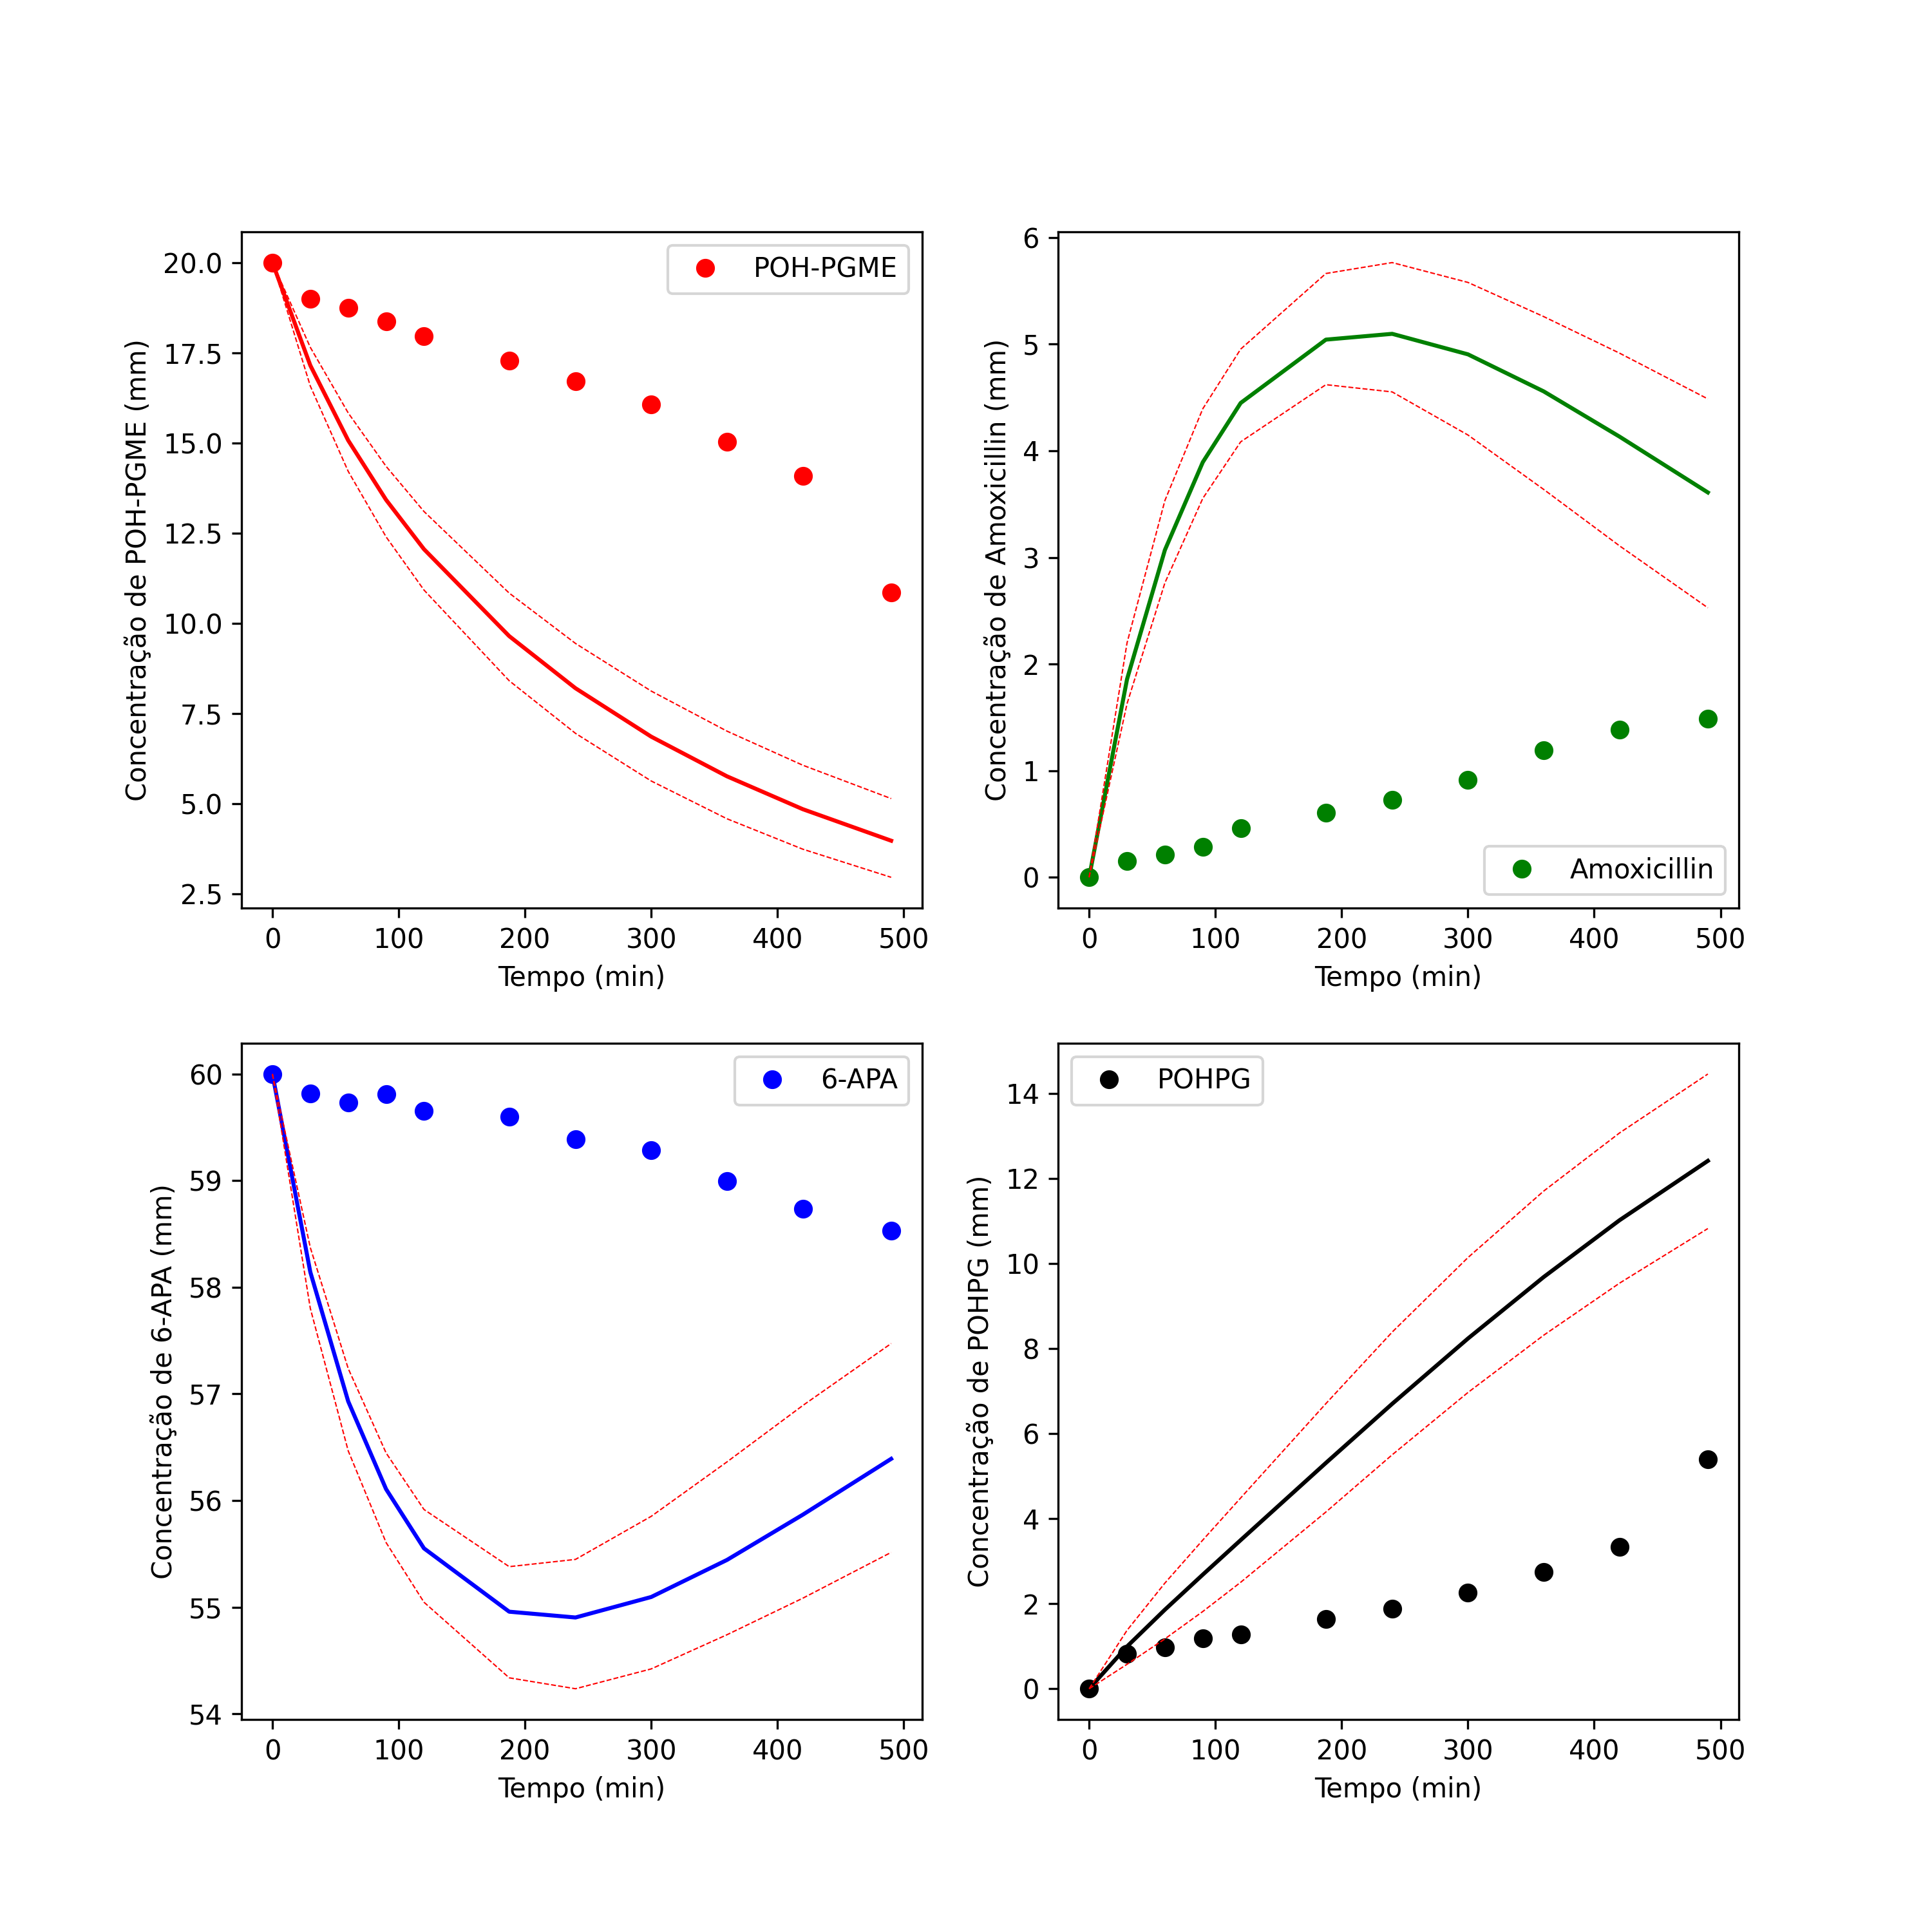 POH-PGME
20.0
17.5
15.0
12.5
10.0
7.5
5.0
2.5
Concentração de POH-PGME (mm)
0 100 200 300 400 500
Tempo (min)
Amoxicillin
6
5
4
3
2
1
0
Concentração de Amoxicillin (mm)
0 100 200 300 400 500
Tempo (min)
6-APA
60
59
58
57
56
55
54
Concentração de 6-APA (mm)
0 100 200 300 400 500
Tempo (min)
POHPG
14
12
10
8
6
4
2
0
Concentração de POHPG (mm)
0 100 200 300 400 500
Tempo (min)